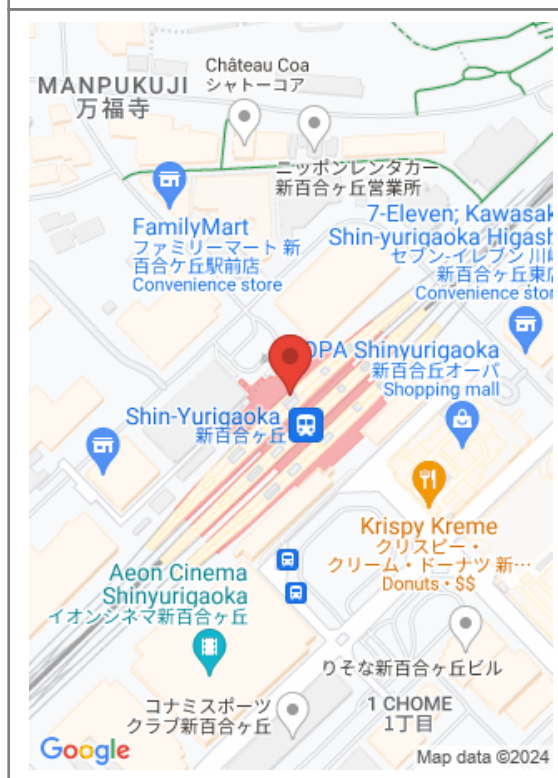 Château Coa
シャトーコア
MANPUKUJI
万福寺
ニッポンレンタカー
新百合ヶ丘営業所
FamilyMart
ファミリーマート 新
百合ケ丘駅前店
Convenience store
7-Eleven; Kawasak
Shin-yurigaoka Higash
セブン-イレブン 川崎
新百合ヶ丘東店
Convenience stor
OPA Shinyurigaoka
新百合丘オーパ
Shopping mall
Shin-Yurigaoka
新百合ヶ丘
Krispy Kreme
クリスピー・
クリーム・ドーナツ 新…
Donuts · $$
Aeon Cinema
Shinyurigaoka
イオンシネマ新百合ヶ丘
りそな新百合ヶ丘ビル
コナミスポーツ
クラブ新百合ヶ丘
1 CHOME
1丁目
Google
Map data ©2024